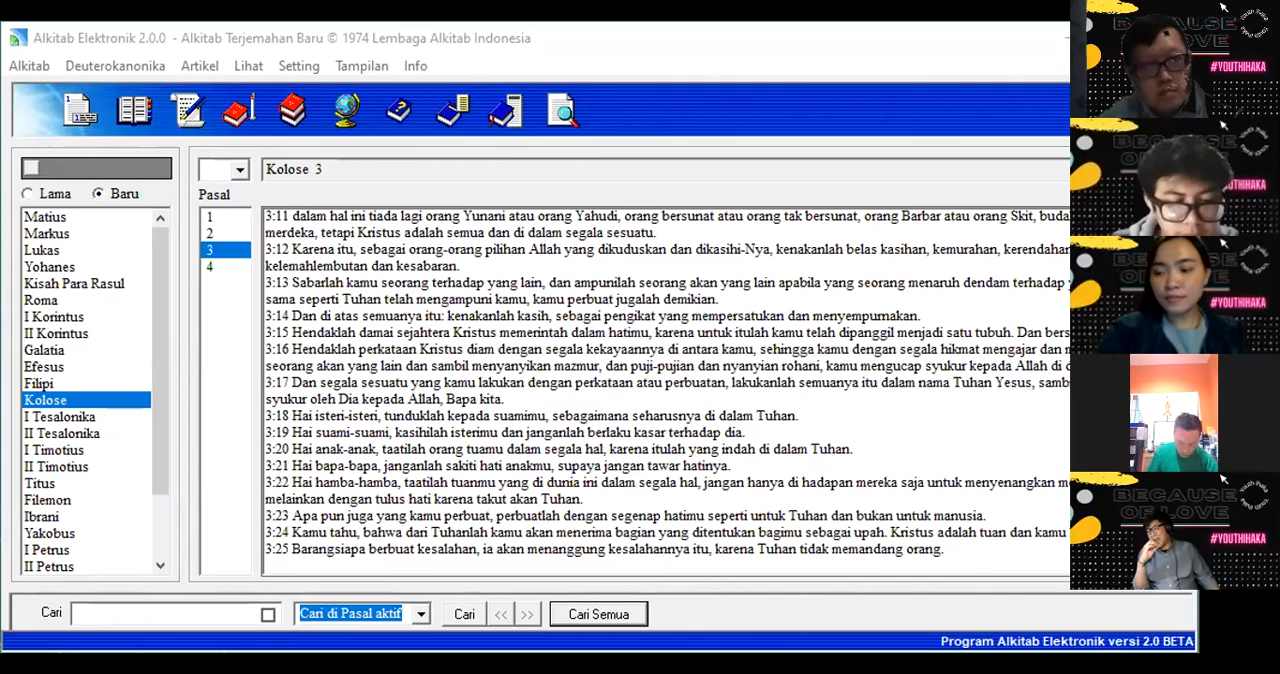 Alkitab Elektronik 2.0.0 - Alkitab Terjemahan Baru © 1974 Lembaga Alkitab Indonesia
Alkitab Deuterokanonika Artikel Lihat Setting Tampilan Info
Kolose 3
Lama Baru
Pasal
Matius
Markus
Lukas
Yohanes
Kisah Para Rasul
Roma
I Korintus
II Korintus
Galatia
Efesus
Filipi
Kolose
I Tesalonika
II Tesalonika
I Timotius
II Timotius
Titus
Filemon
Ibrani
Yakobus
I Petrus
II Petrus
1
2
3
4
3:11 dalam hal ini tiada lagi orang Yunani atau orang Yahudi, orang bersunat atau orang tak bersunat, orang Barbar atau orang Skit, buda
merdeka, tetapi Kristus adalah semua dan di dalam segala sesuatu.
3:12 Karena itu, sebagai orang-orang pilihan Allah yang dikuduskan dan dikasihi-Nya, kenakanlah belas kasihan, kemurahan, kerendahan
kelemahlembutan dan kesabaran.
3:13 Sabarlah kamu seorang terhadap yang lain, dan ampunilah seorang akan yang lain apabila yang seorang menaruh dendam terhadap y
sama seperti Tuhan telah mengampuni kamu, kamu perbuat jugalah demikian.
3:14 Dan di atas semuanya itu: kenakanlah kasih, sebagai pengikat yang mempersatukan dan menyempurnakan.
3:15 Hendaklah damai sejahtera Kristus memerintah dalam hatimu, karena untuk itulah kamu telah dipanggil menjadi satu tubuh. Dan bers
3:16 Hendaklah perkataan Kristus diam dengan segala kekayaannya di antara kamu, sehingga kamu dengan segala hikmat mengajar dan m
seorang akan yang lain dan sambil menyanyikan mazmur, dan puji-pujian dan nyanyian rohani, kamu mengucap syukur kepada Allah di d
3:17 Dan segala sesuatu yang kamu lakukan dengan perkataan atau perbuatan, lakukanlah semuanya itu dalam nama Tuhan Yesus, samb
syukur oleh Dia kepada Allah, Bapa kita.
3:18 Hai isteri-isteri, tunduklah kepada suamimu, sebagaimana seharusnya di dalam Tuhan.
3:19 Hai suami-suami, kasihilah isterimu dan janganlah berlaku kasar terhadap dia.
3:20 Hai anak-anak, taatilah orang tuamu dalam segala hal, karena itulah yang indah di dalam Tuhan.
3:21 Hai bapa-bapa, janganlah sakiti hati anakmu, supaya jangan tawar hatinya.
3:22 Hai hamba-hamba, taatilah tuanmu yang di dunia ini dalam segala hal, jangan hanya di hadapan mereka saja untuk menyenangkan me
melainkan dengan tulus hati karena takut akan Tuhan.
3:23 Apa pun juga yang kamu perbuat, perbuatlah dengan segenap hatimu seperti untuk Tuhan dan bukan untuk manusia.
3:24 Kamu tahu, bahwa dari Tuhanlah kamu akan menerima bagian yang ditentukan bagimu sebagai upah. Kristus adalah tuan dan kamu
3:25 Barangsiapa berbuat kesalahan, ia akan menanggung kesalahannya itu, karena Tuhan tidak memandang orang.
Cari Cari di Pasal aktif Cari << >> Cari Semua
Program Alkitab Elektronik versi 2.0 BETA
BECAUSE
OF LOVE
#YOUTHIHAKA
#YOUTHIHAKA
BECAUSE
OF LOVE
#YOUTHIHAKA
BECAUSE
OF LOVE
#YOUTHIHAKA